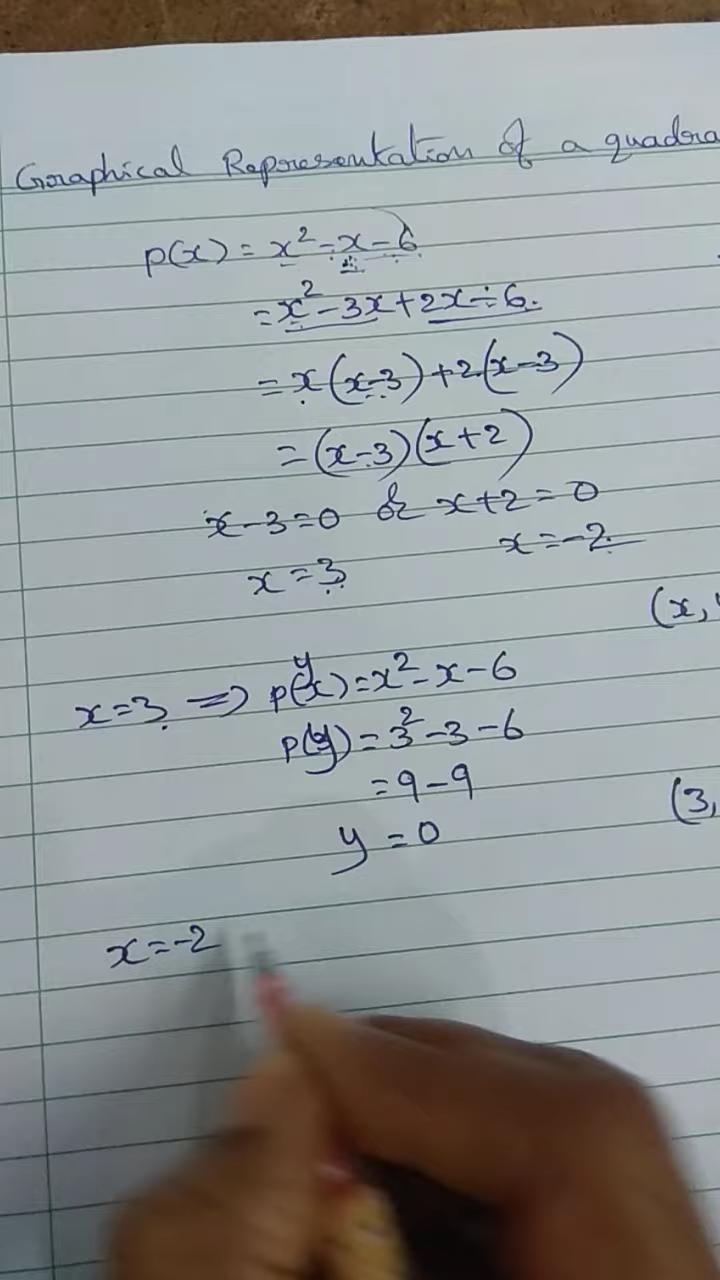 Graphical Representation of a quadra
p(x) = x² - x - 6
= x² - 3x + 2x - 6.
= x(x-3) + 2(x-3)
= (x-3)(x+2)
x-3=0 & x+2=0
x=3 x=-2
(x,
x=3 => p(x) = x² - x - 6
y
p(y) = 3² - 3 - 6
= 9 - 9
(3,
y = 0
x=-2